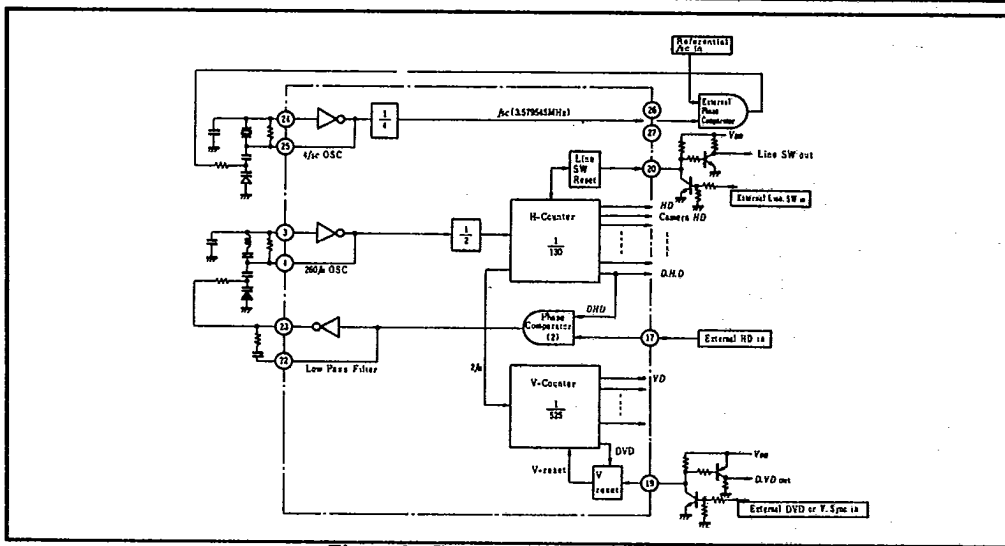 Referential
fsc in
External
Phase
Comparator
26
27
24
25
1/4
fsc (3.579545MHz)
4fsc OSC
VDD
Line SW out
20
Line
SW
Reset
External Line SW in
HD
Camera HD
H-Counter
1/130
D.H.D
3
4
1/2
260fH OSC
DHD
Phase
Comparator
(2)
17
External HD in
23
22
Low Pass Filter
2fH
V-Counter
1/525
VD
DVD
V-reset
V
reset
19
VDD
D.VD out
External DVD or V. Sync in